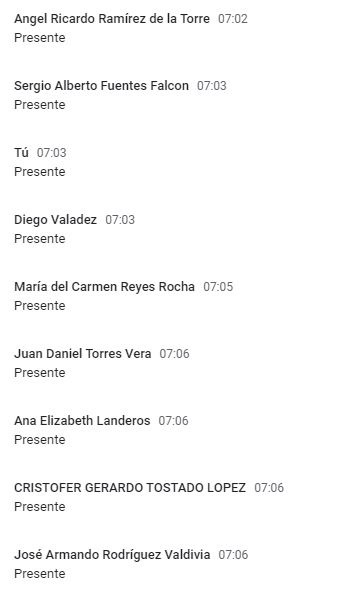 Angel Ricardo Ramírez de la Torre 07:02
Presente
Sergio Alberto Fuentes Falcon 07:03
Presente
Tú 07:03
Presente
Diego Valadez 07:03
Presente
María del Carmen Reyes Rocha 07:05
Presente
Juan Daniel Torres Vera 07:06
Presente
Ana Elizabeth Landeros 07:06
Presente
CRISTOFER GERARDO TOSTADO LOPEZ 07:06
Presente
José Armando Rodríguez Valdivia 07:06
Presente